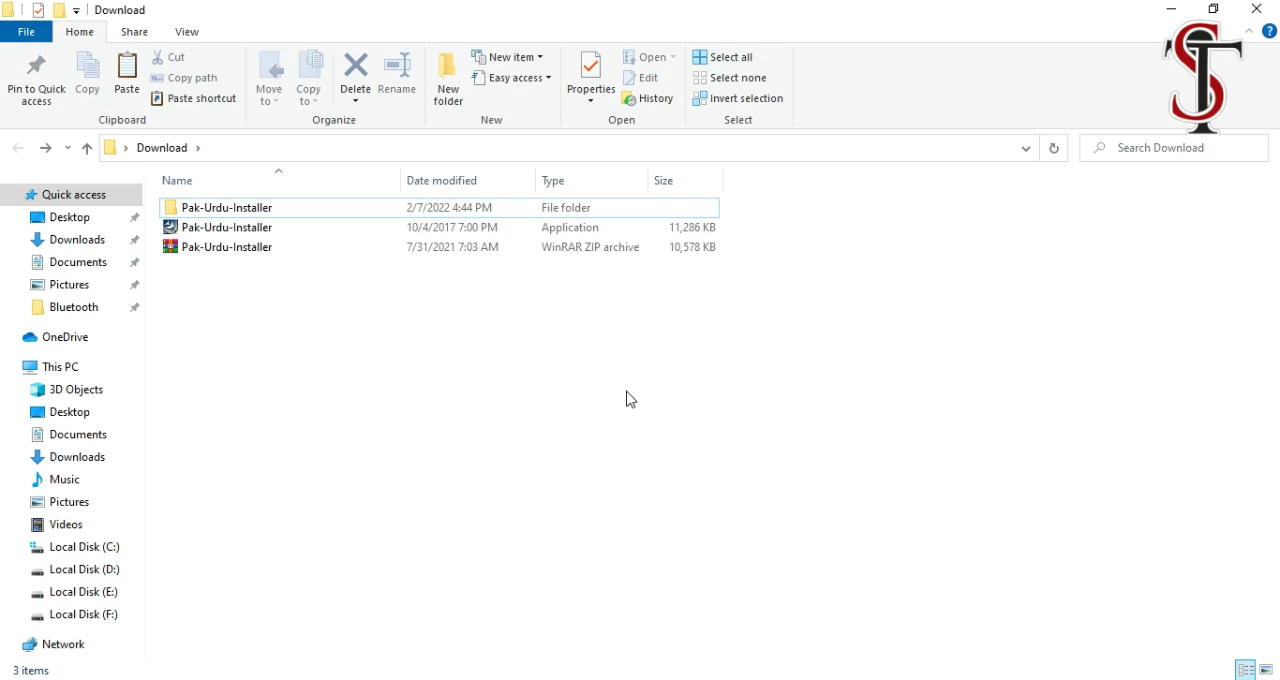 Download
File Home Share View
Pin to Quick access
Copy
Paste
Cut
Copy path
Paste shortcut
Clipboard
Move to
Copy to
Delete
Rename
Organize
New folder
New item
Easy access
New
Properties
Open
Edit
History
Open
Select all
Select none
Invert selection
Select
ST
Download
Search Download
Name Date modified Type Size
Pak-Urdu-Installer 2/7/2022 4:44 PM File folder
Pak-Urdu-Installer 10/4/2017 7:00 PM Application 11,286 KB
Pak-Urdu-Installer 7/31/2021 7:03 AM WinRAR ZIP archive 10,578 KB
Quick access
Desktop
Downloads
Documents
Pictures
Bluetooth
OneDrive
This PC
3D Objects
Desktop
Documents
Downloads
Music
Pictures
Videos
Local Disk (C:)
Local Disk (D:)
Local Disk (E:)
Local Disk (F:)
Network
3 items